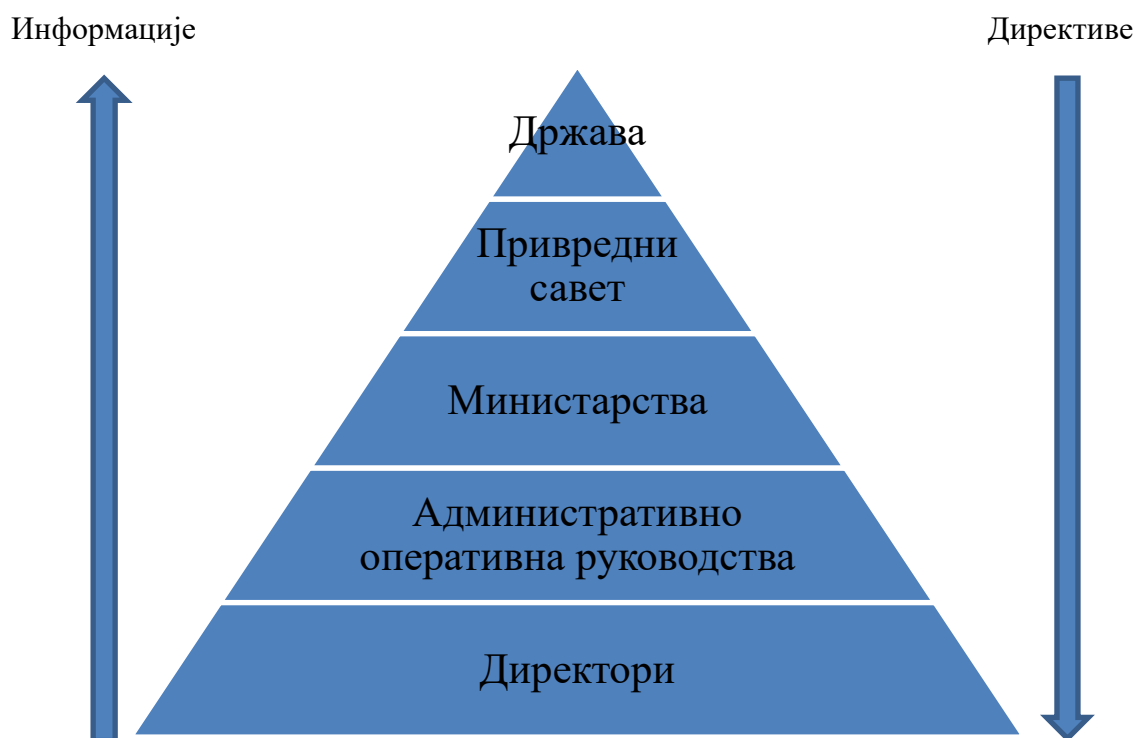 Информације
Директиве
Држава
Привредни
савет
Министарства
Административно
оперативна руководства
Директори